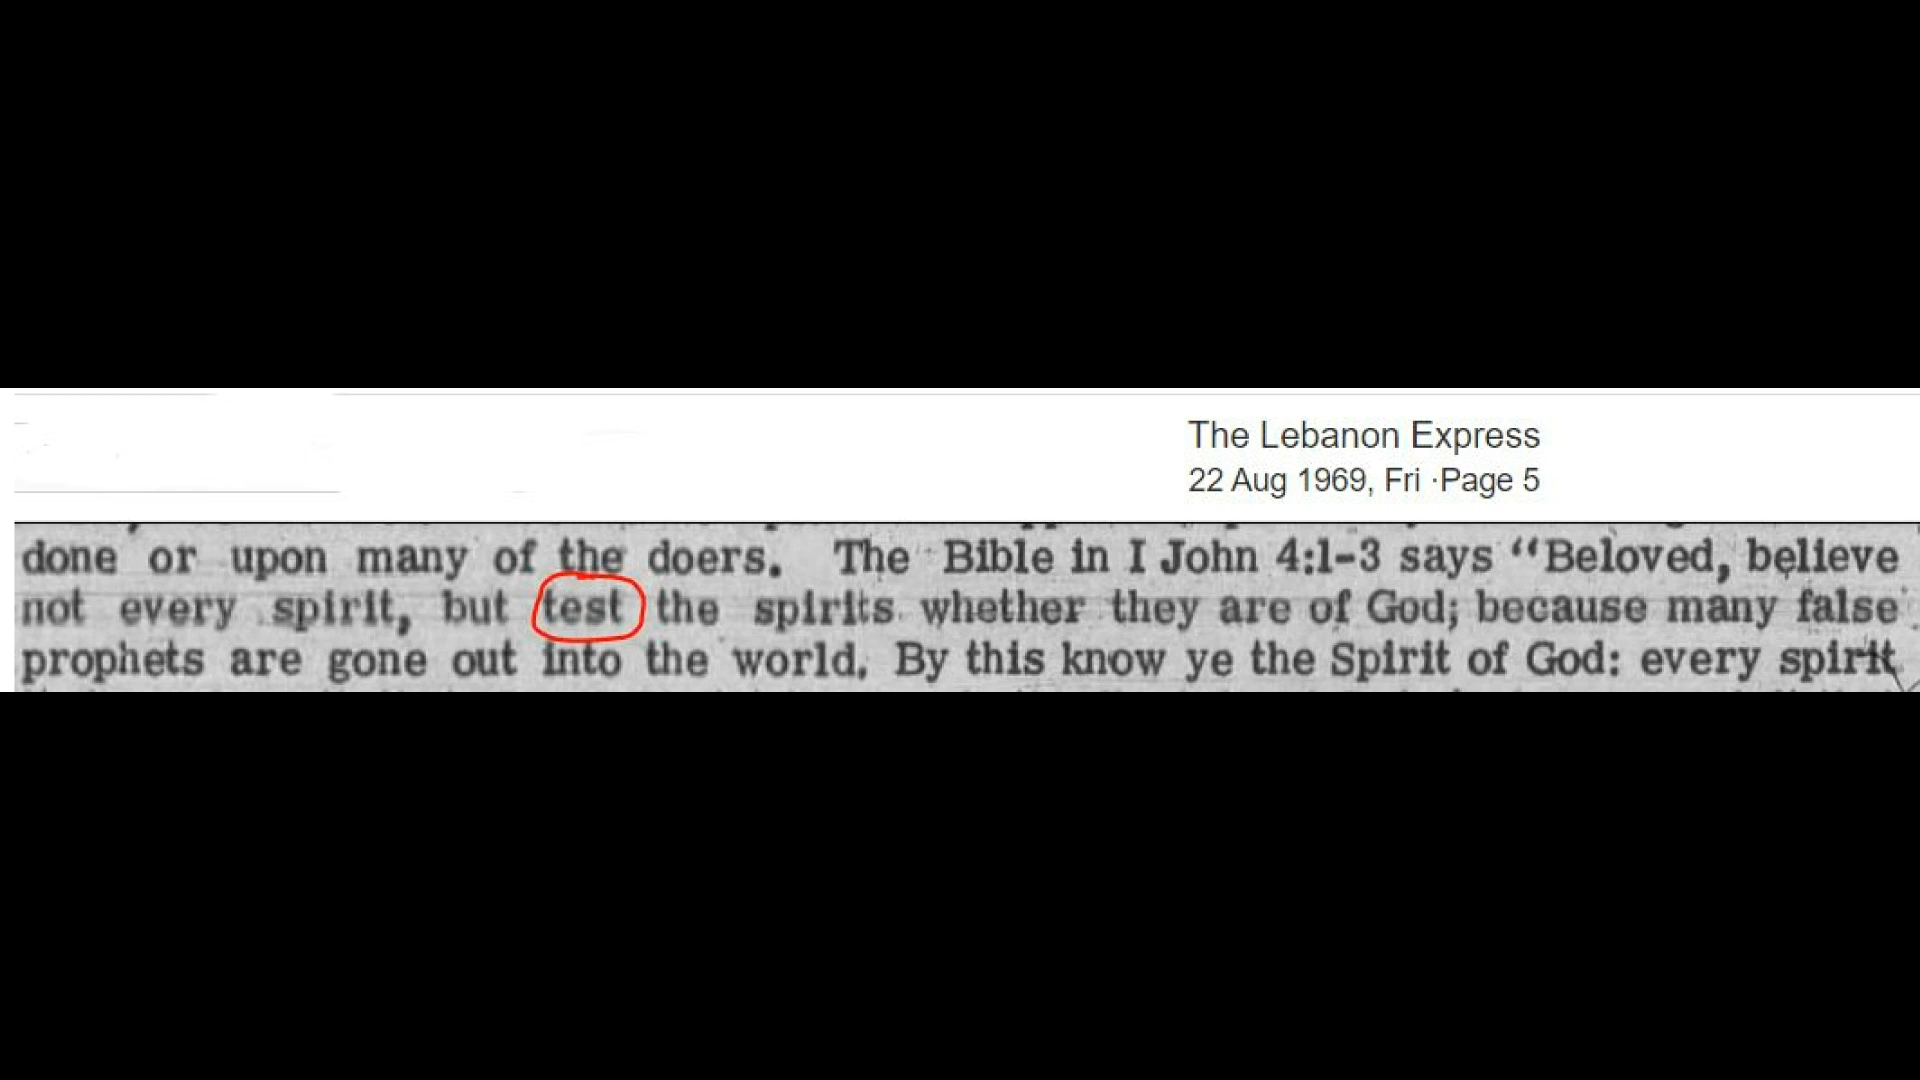 The Lebanon Express
22 Aug 1969, Fri ·Page 5
done or upon many of the doers. The Bible in I John 4:1-3 says “Beloved, believe
not every spirit, but test the spirits whether they are of God; because many false
prophets are gone out into the world. By this know ye the Spirit of God: every spirit